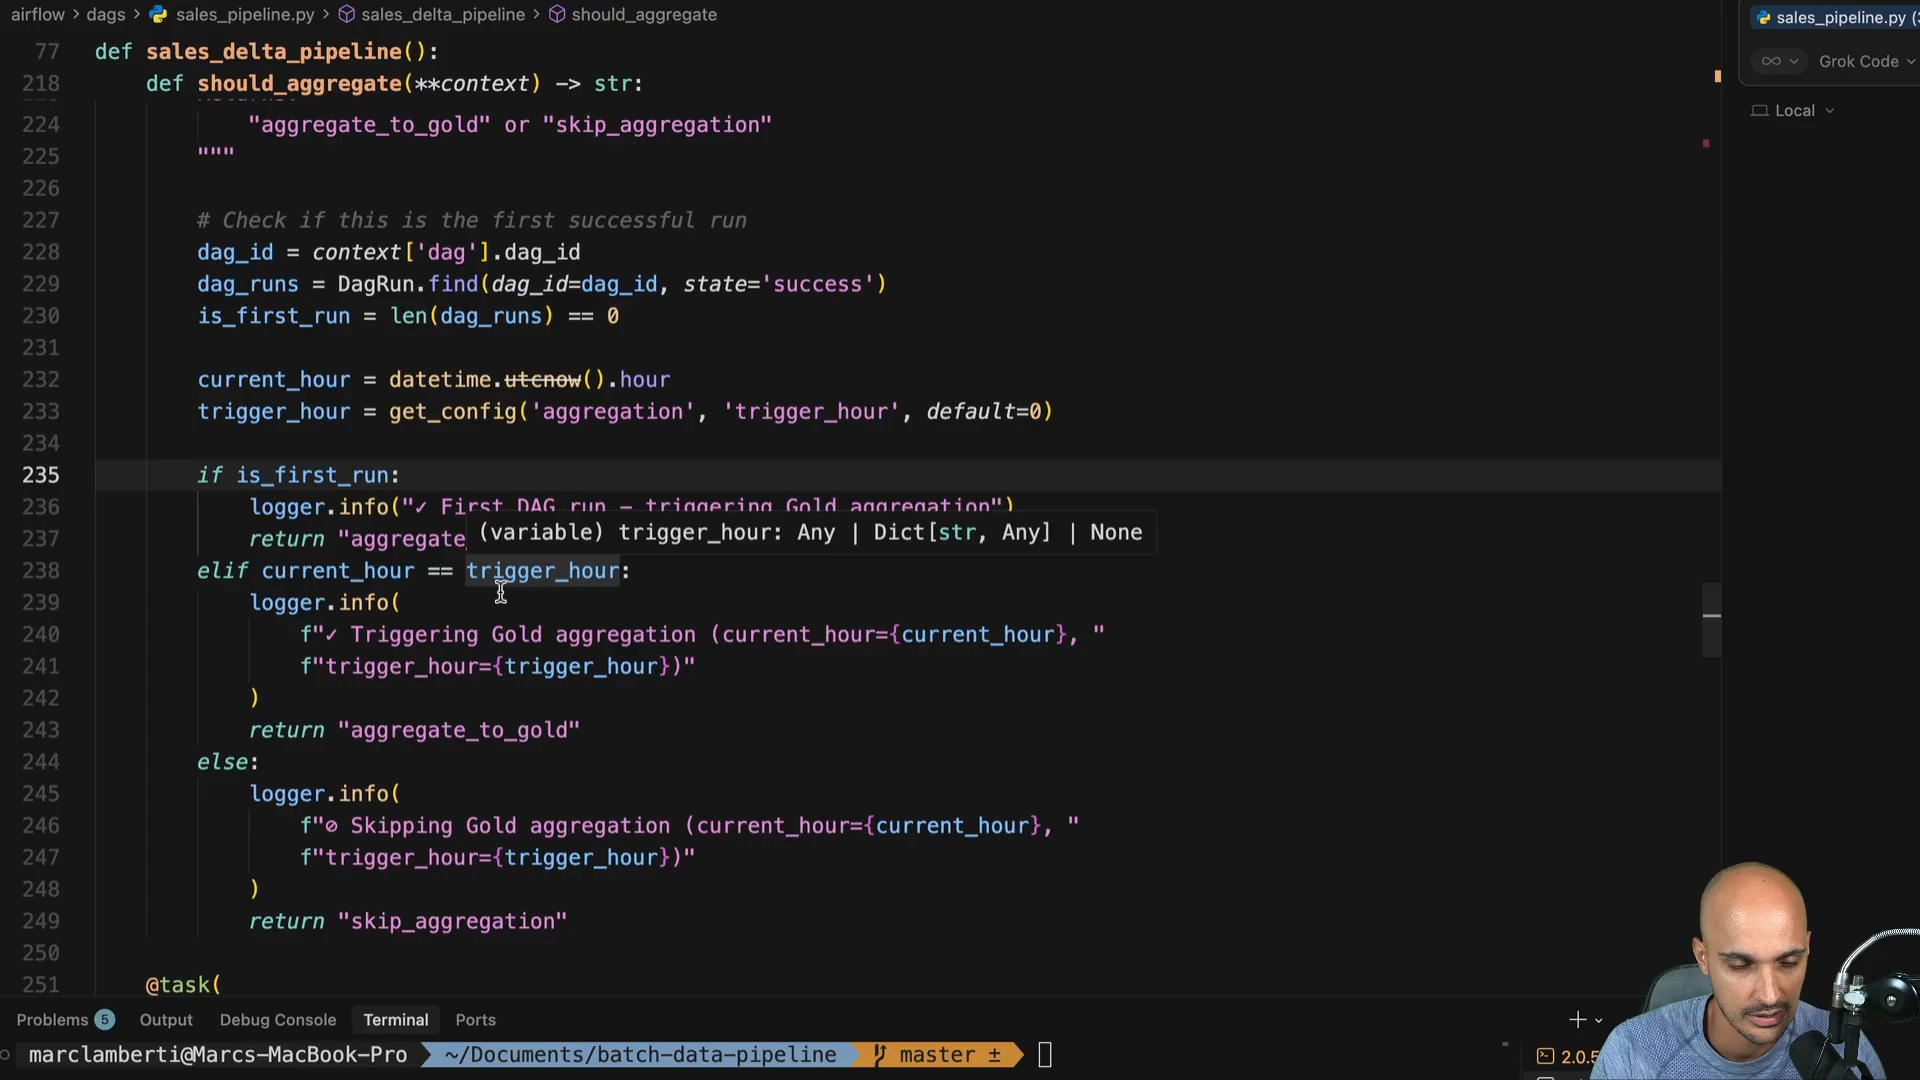 airflow > dags > sales_pipeline.py > sales_delta_pipeline > should_aggregate
sales_pipeline.py (3
Grok Code
Local
77 def sales_delta_pipeline():
218 def should_aggregate(**context) -> str:
224 "aggregate_to_gold" or "skip_aggregation"
225 """
226
227 # Check if this is the first successful run
228 dag_id = context['dag'].dag_id
229 dag_runs = DagRun.find(dag_id=dag_id, state='success')
230 is_first_run = len(dag_runs) == 0
231
232 current_hour = datetime.utcnow().hour
233 trigger_hour = get_config('aggregation', 'trigger_hour', default=0)
234
235 if is_first_run:
236 logger.info("✓ First DAG run – triggering Gold aggregation")
(variable) trigger_hour: Any | Dict[str, Any] | None
237 return "aggregate_
238 elif current_hour == trigger_hour:
239 logger.info(
240 f"✓ Triggering Gold aggregation (current_hour={current_hour}, "
241 f"trigger_hour={trigger_hour})"
242 )
243 return "aggregate_to_gold"
244 else:
245 logger.info(
246 f"⊘ Skipping Gold aggregation (current_hour={current_hour}, "
247 f"trigger_hour={trigger_hour})"
248 )
249 return "skip_aggregation"
250
251 @task(
Problems 5 Output Debug Console Terminal Ports
marclamberti@Marcs-MacBook-Pro ~/Documents/batch-data-pipeline master ±